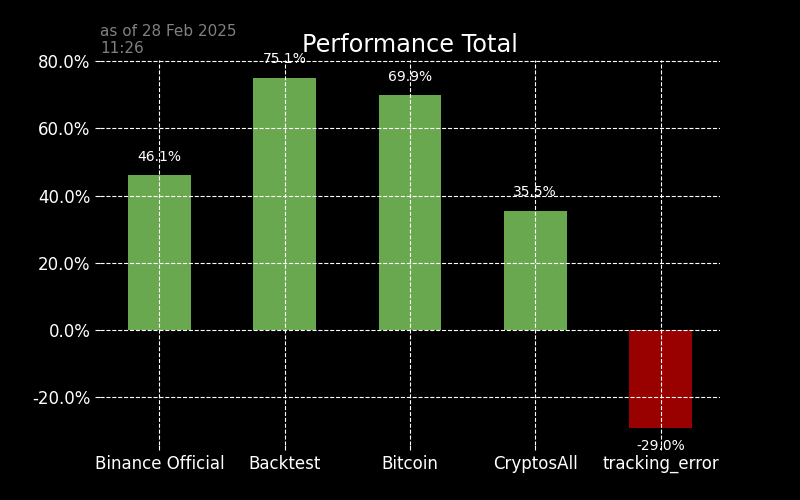 as of 28 Feb 2025
11:26
Performance Total
80.0%
60.0%
40.0%
20.0%
0.0%
-20.0%
46.1%
75.1%
69.9%
35.5%
-29.0%
Binance Official
Backtest
Bitcoin
CryptosAll
tracking_error